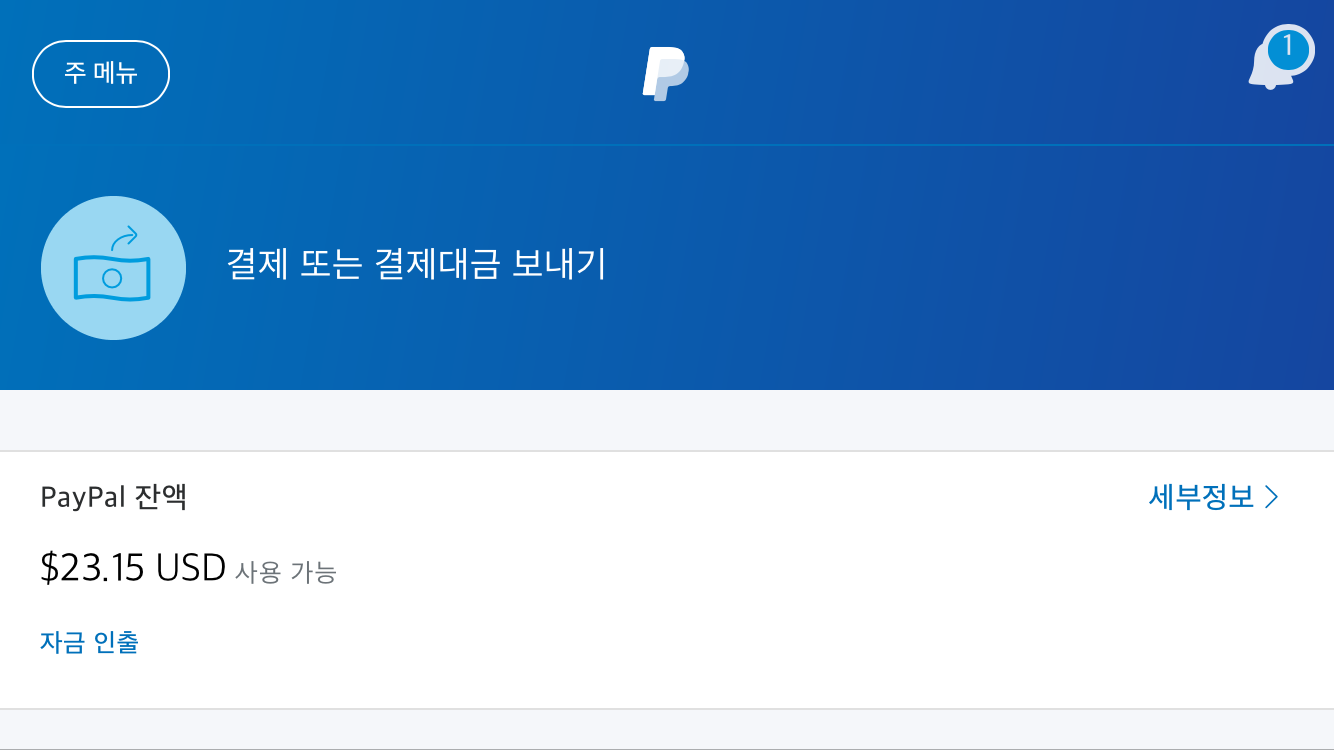 주 메뉴
1
결제 또는 결제대금 보내기
PayPal 잔액
세부정보
$23.15 USD 사용 가능
자금 인출